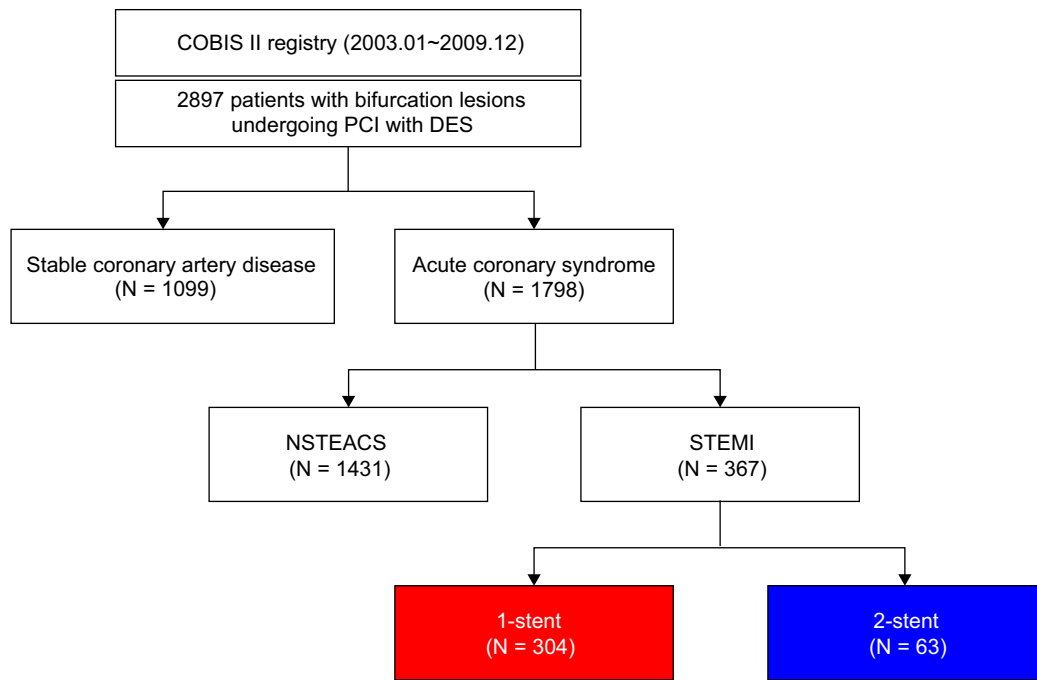 COBIS II registry (2003.01~2009.12)
2897 patients with bifurcation lesions
undergoing PCI with DES
Stable coronary artery disease
(N = 1099)
Acute coronary syndrome
(N = 1798)
NSTEACS
(N = 1431)
STEMI
(N = 367)
1-stent
(N = 304)
2-stent
(N = 63)